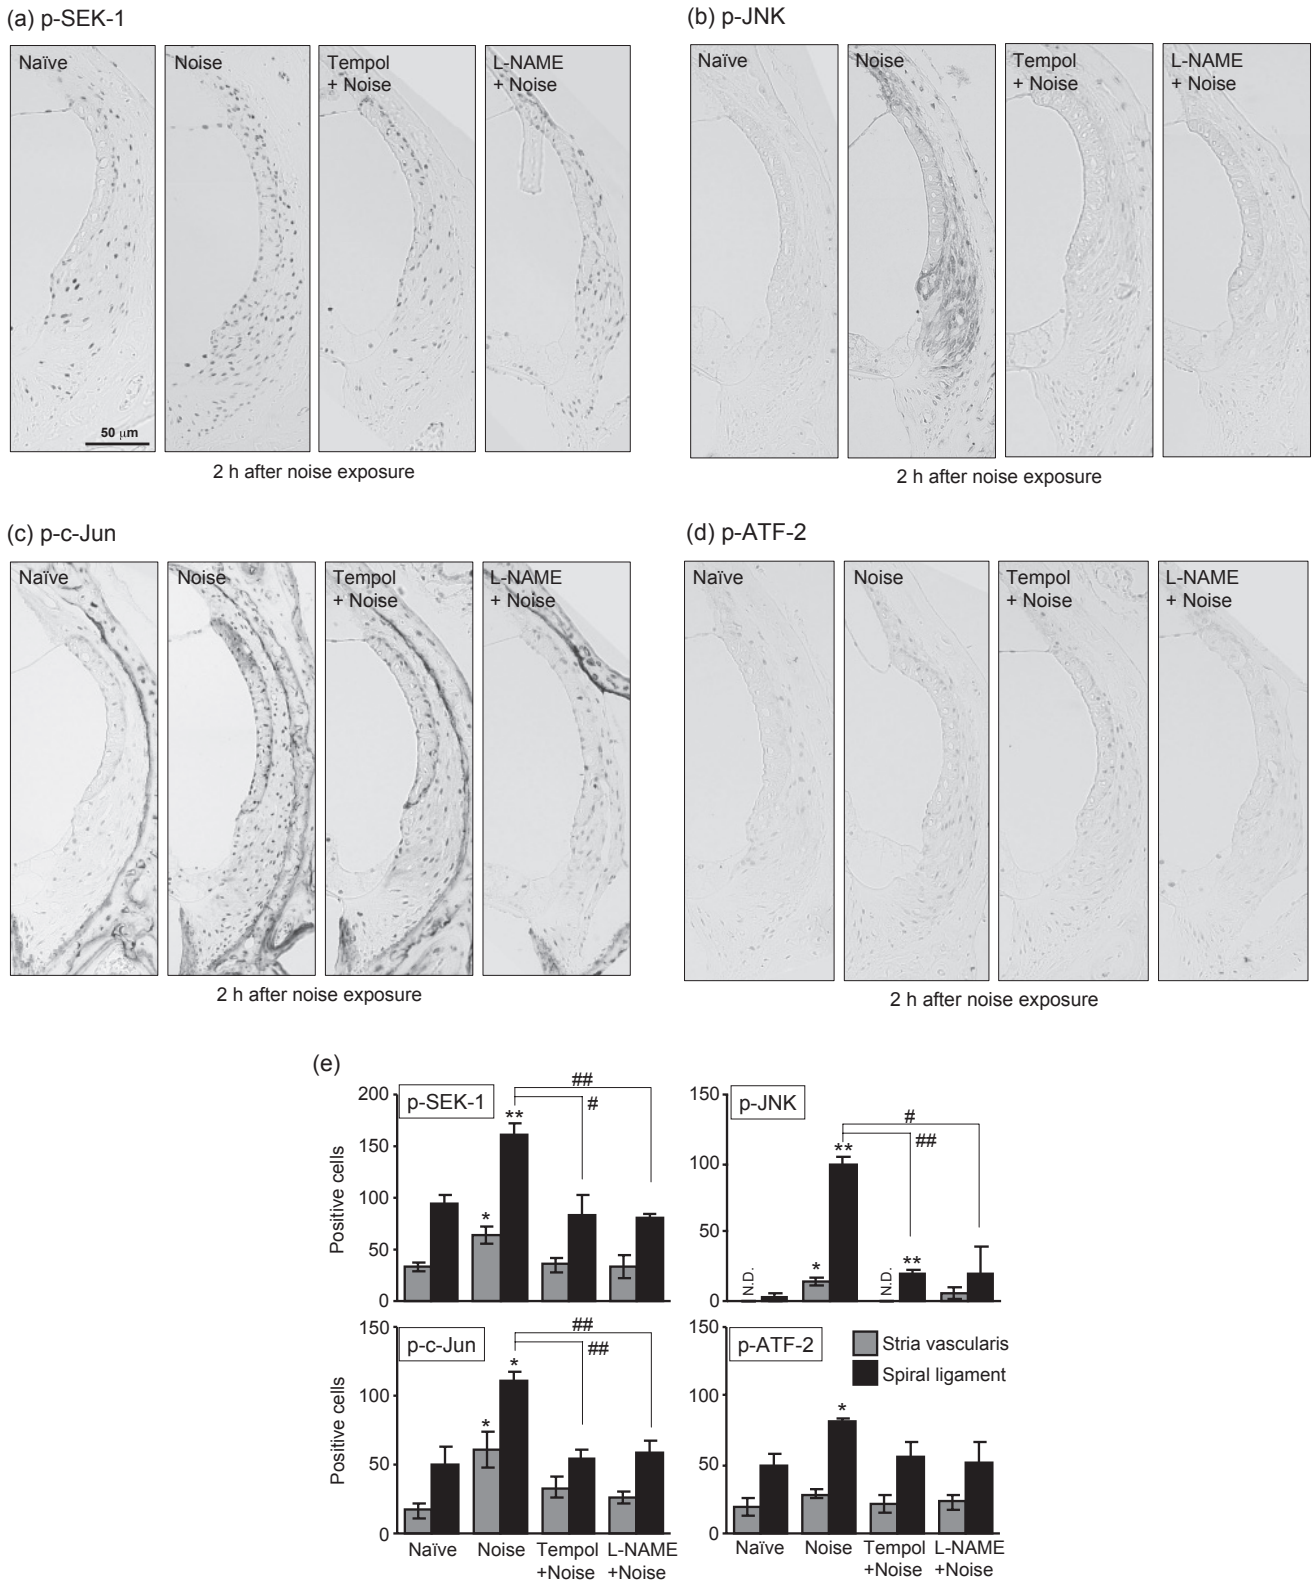 (a) p-SEK-1
Naïve
Noise
Tempol
+ Noise
L-NAME
+ Noise
50 μm
2 h after noise exposure
(b) p-JNK
Naïve
Noise
Tempol
+ Noise
L-NAME
+ Noise
2 h after noise exposure
(c) p-c-Jun
Naïve
Noise
Tempol
+ Noise
L-NAME
+ Noise
2 h after noise exposure
(d) p-ATF-2
Naïve
Noise
Tempol
+ Noise
L-NAME
+ Noise
2 h after noise exposure
(e)
p-SEK-1
Positive cells
200
150
100
50
0
*
**
##
#
p-JNK
150
100
50
0
N.D.
*
**
N.D.
**
#
##
p-c-Jun
Positive cells
150
100
50
0
*
*
##
##
Naïve
Noise
Tempol
+Noise
L-NAME
+Noise
p-ATF-2
150
100
50
0
*
Stria vascularis
Spiral ligament
Naïve
Noise
Tempol
+Noise
L-NAME
+Noise